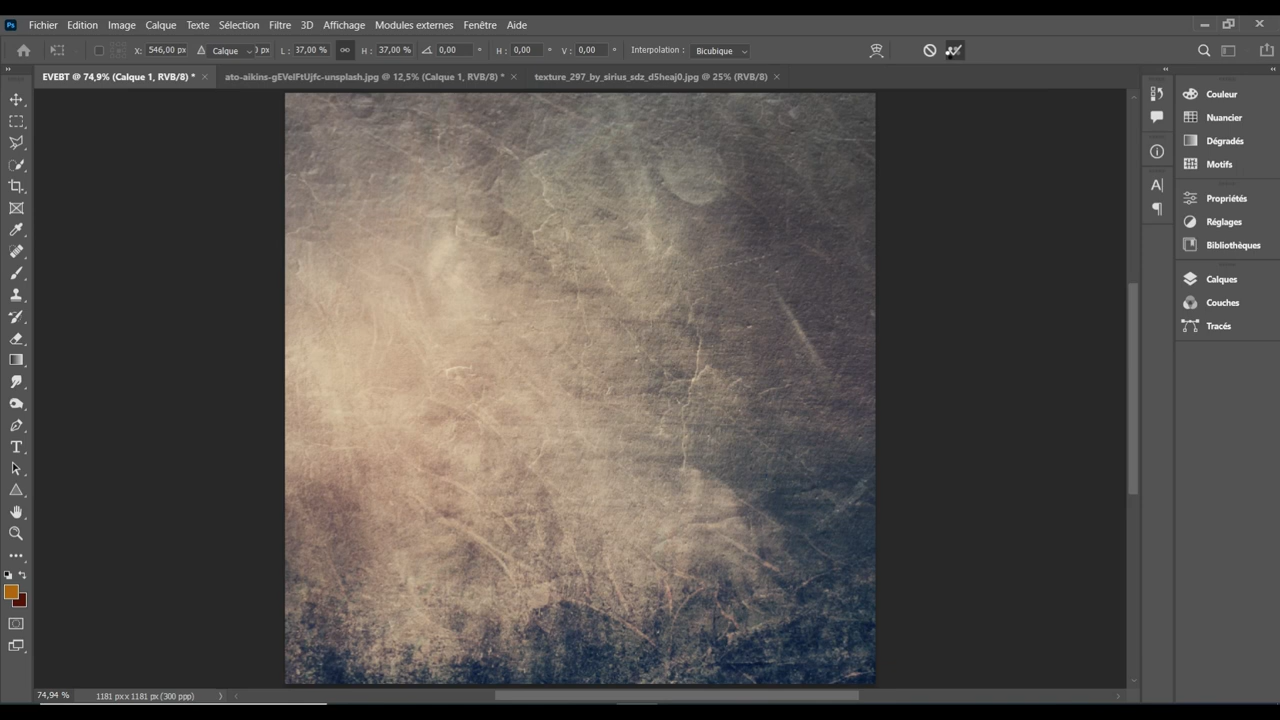 Ps Fichier Edition Image Calque Texte Sélection Filtre 3D Affichage Modules externes Fenêtre Aide
X: 546,00 px Δ Calque px L: 37,00 % H: 37,00 % 0,00 ° H: 0,00 ° V: 0,00 ° Interpolation : Bicubique
EVEBT @ 74,9% (Calque 1, RVB/8) * × ato-aikins-gEVelFtUjfc-unsplash.jpg @ 12,5% (Calque 1, RVB/8) * × texture_297_by_sirius_sdz_d5heaj0.jpg @ 25% (RVB/8) ×
Couleur
Nuancier
Dégradés
Motifs
Propriétés
Réglages
Bibliothèques
Calques
Couches
Tracés
74,94 % 1181 px x 1181 px (300 ppp)